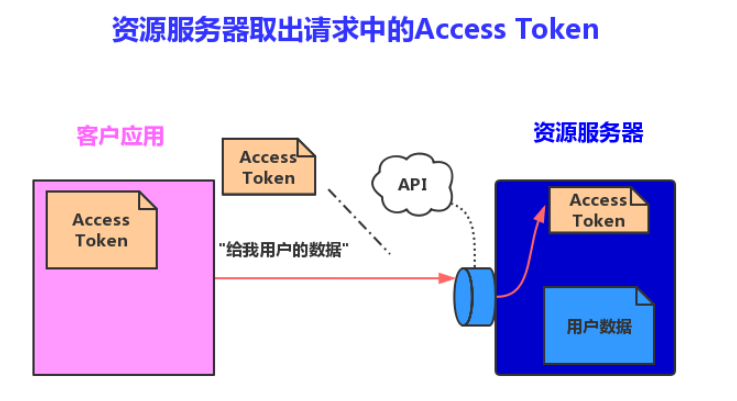 资源服务器取出请求中的Access Token
客户应用
资源服务器
Access
Token
API
Access
Token
Access
Token
"给我用户的数据"
用户数据